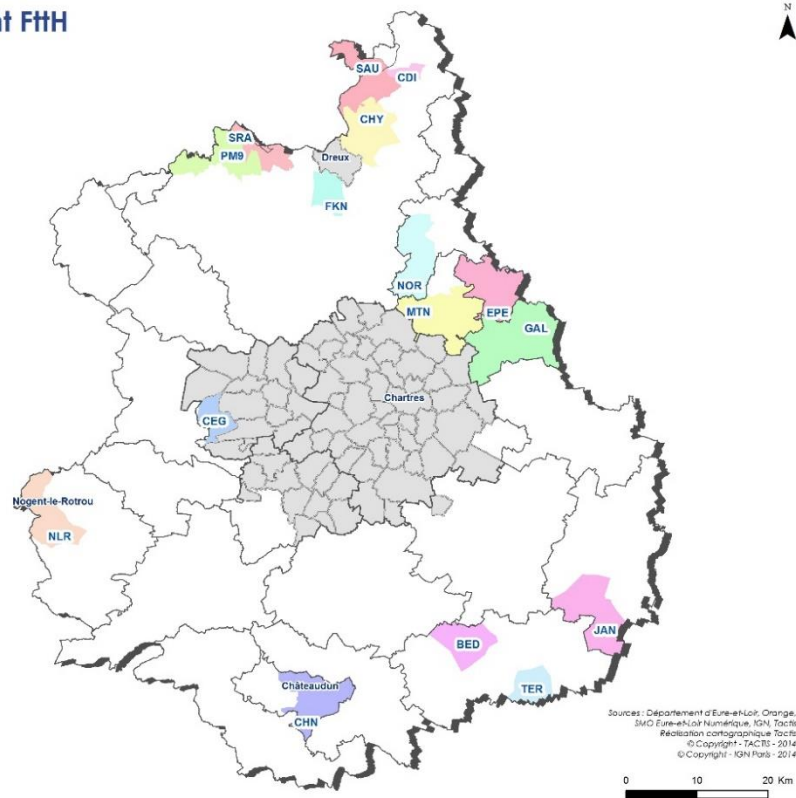 nt FttH
N
SAU
CDI
CHY
SRA
PM9
Dreux
FKN
NOR
MTN
EPE
GAL
Chartres
CEG
Nogent-le-Rotrou
NLR
JAN
BED
TER
Châteaudun
CHN
Sources : Département d'Eure-et-Loir, Orange,
SMO Eure-et-Loir Numérique, IGN, Tactis
Réalisation cartographique Tactis
© Copyright - TACTIS - 2014
© Copyright - IGN Paris - 2014
0 10 20 Km